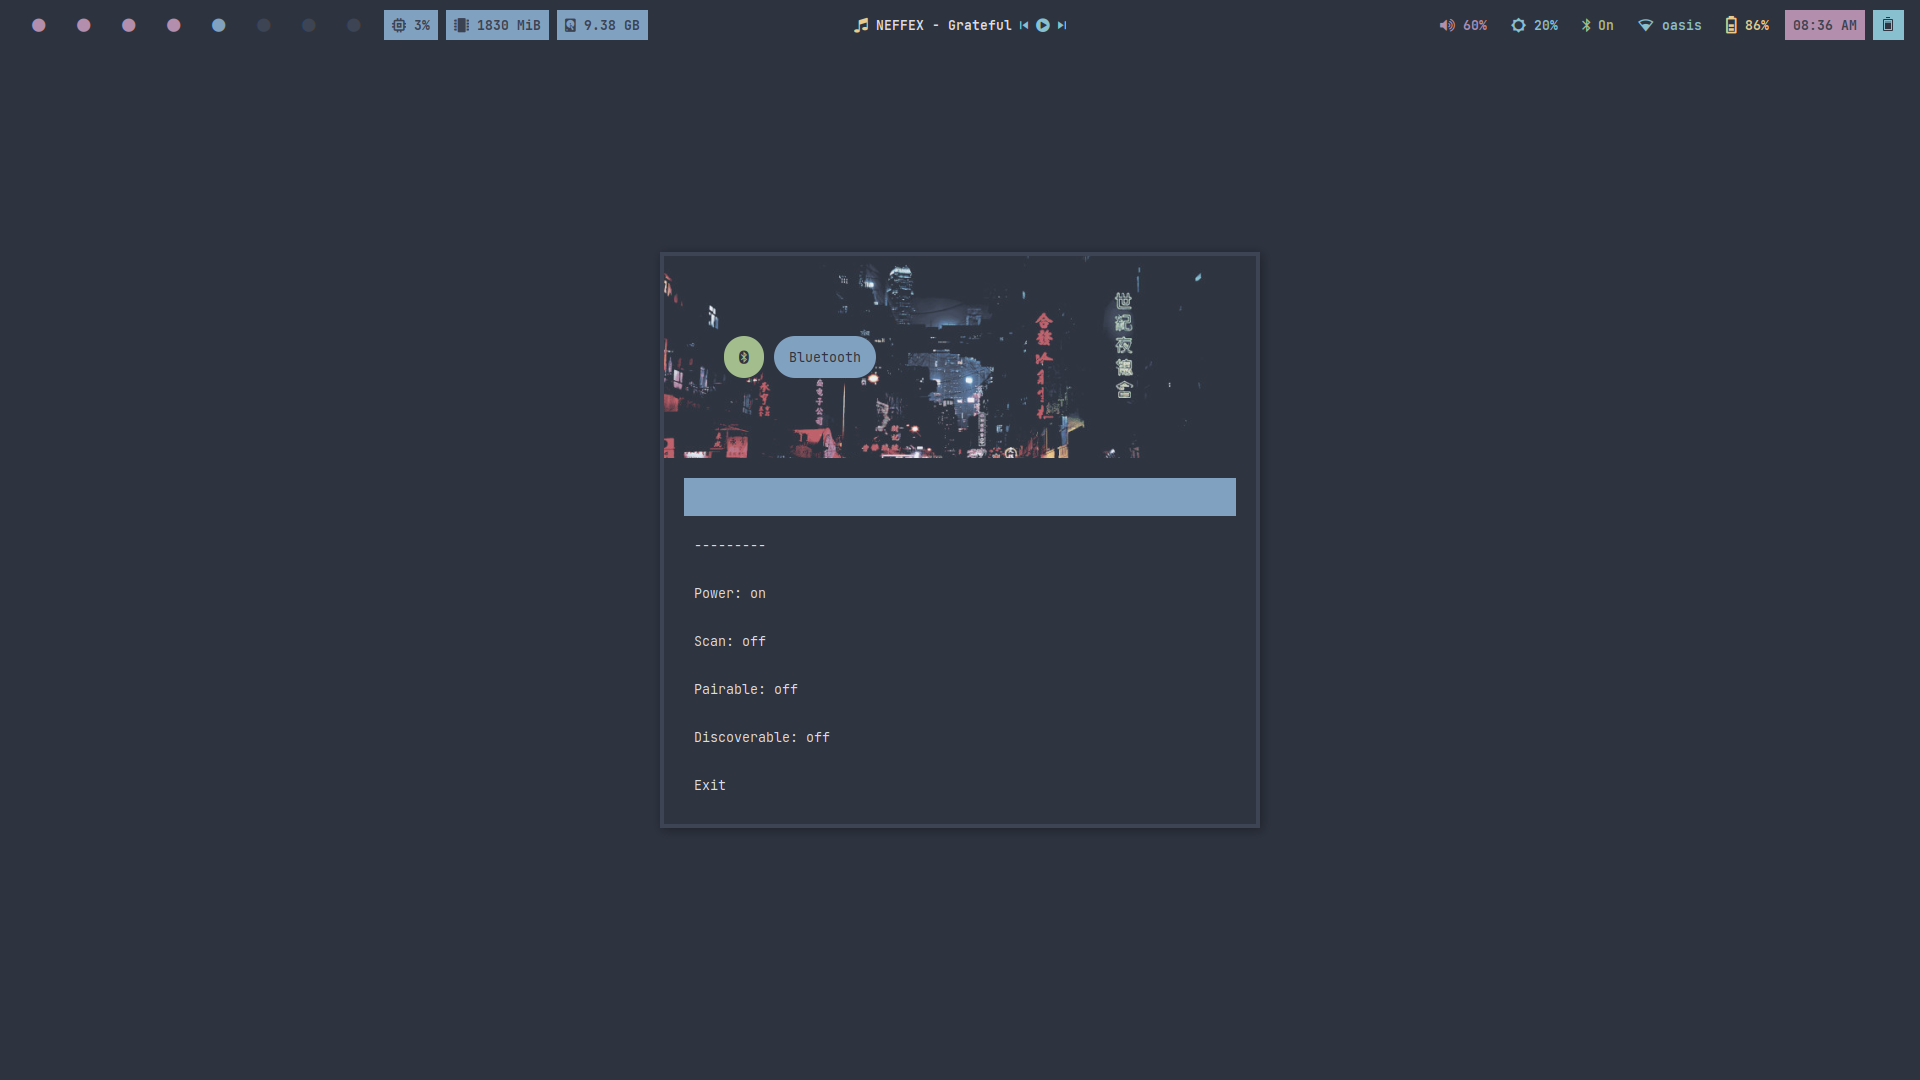 3%
1830 MiB
9.38 GB
NEFFEX - Grateful
60%
20%
On
oasis
86%
08:36 AM
世紀夜總會
Bluetooth
---------
Power: on
Scan: off
Pairable: off
Discoverable: off
Exit